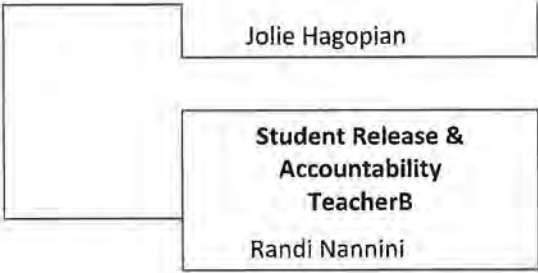 Jolie Hagopian
Student Release &
Accountability
TeacherB
Randi Nannini